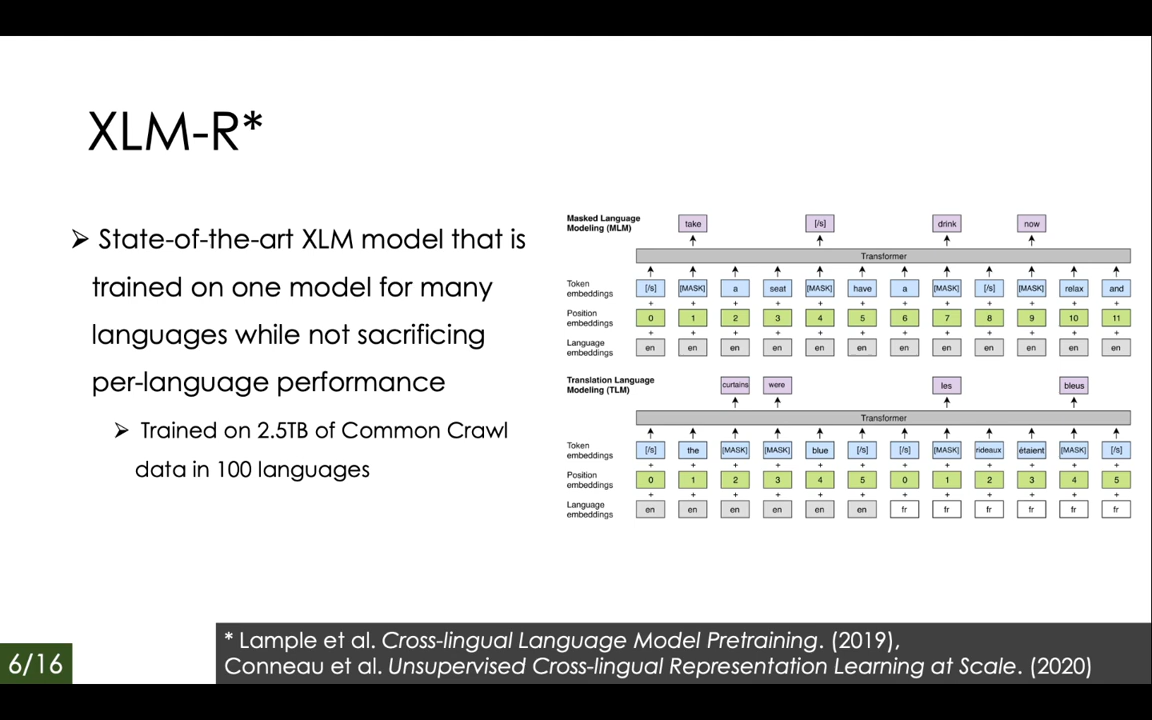 XLM-R*
➢ State-of-the-art XLM model that is
trained on one model for many
languages while not sacrificing
per-language performance
➢ Trained on 2.5TB of Common Crawl
data in 100 languages
Masked Language
Modeling (MLM)
take [/s] drink now
Transformer
Token
embeddings
[/s] [MASK] a seat [MASK] have a [MASK] [/s] [MASK] relax and
+ + + + + + + + + + + +
Position
embeddings
0 1 2 3 4 5 6 7 8 9 10 11
+ + + + + + + + + + + +
Language
embeddings
en en en en en en en en en en en en
Translation Language
Modeling (TLM)
curtains were les bleus
Transformer
Token
embeddings
[/s] the [MASK] [MASK] blue [/s] [/s] [MASK] rideaux étaient [MASK] [/s]
+ + + + + + + + + + + +
Position
embeddings
0 1 2 3 4 5 0 1 2 3 4 5
+ + + + + + + + + + + +
Language
embeddings
en en en en en en fr fr fr fr fr fr
* Lample et al. Cross-lingual Language Model Pretraining. (2019),
Conneau et al. Unsupervised Cross-lingual Representation Learning at Scale. (2020)
6/16